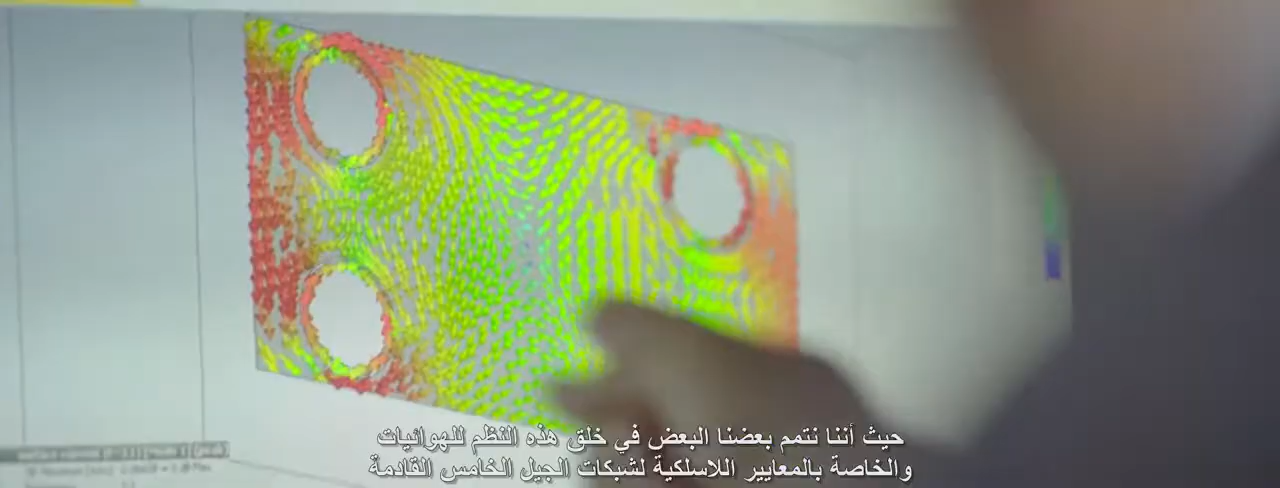 حيث أننا نتمم بعضنا البعض في خلق هذه النظم للهوائيات
والخاصة بالمعايير اللاسلكية لشبكات الجيل الخامس القادمة